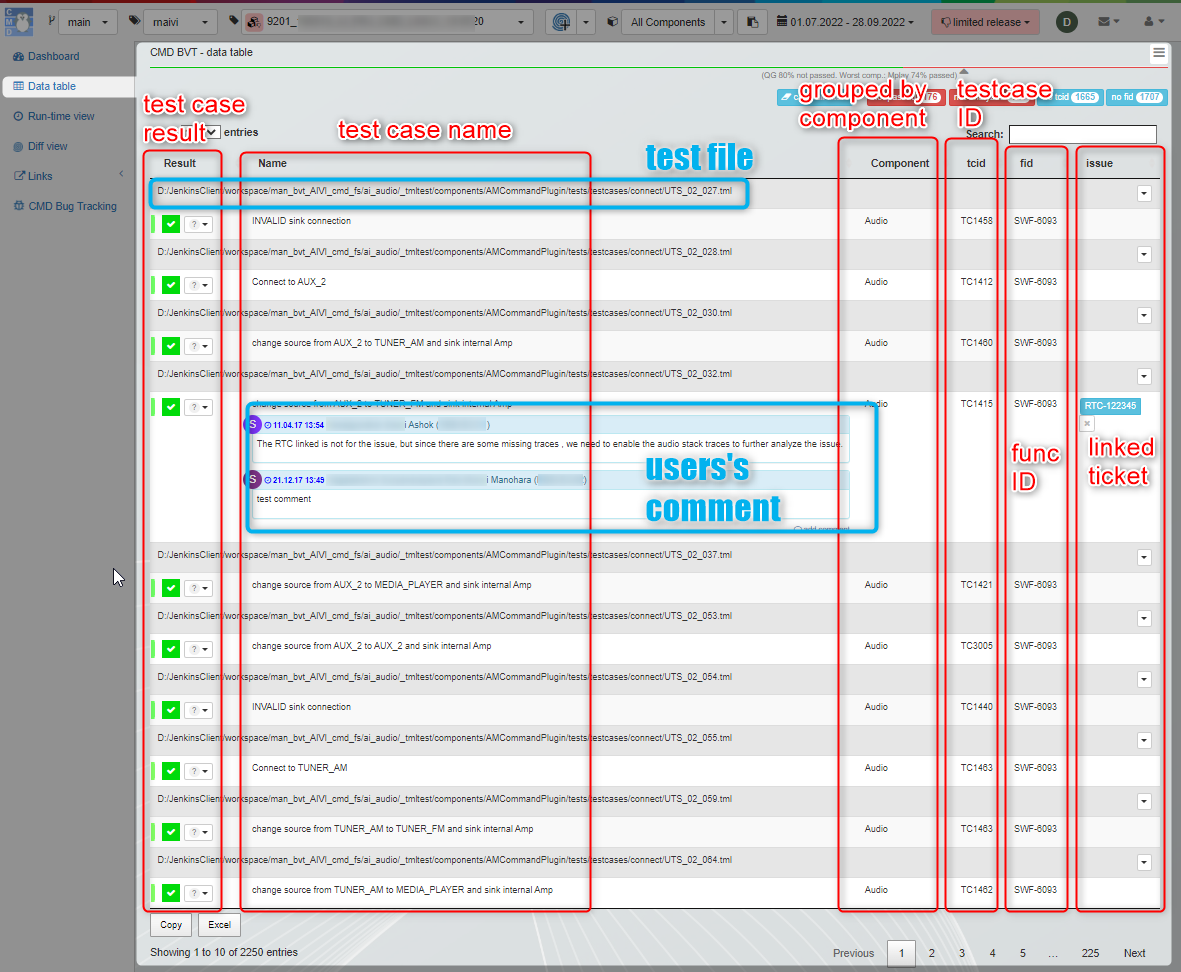 CMD
main
maivi
9201_
20
All Components
01.07.2022 - 28.09.2022
limited release
D
Dashboard
Data table
Run-time view
Diff view
Links
CMD Bug Tracking
CMD BVT - data table
(QG 80% not passed. Worst comp.: Mplay 74% passed)
tcid 1665
no fid 1707
test case
result
test case name
grouped by
component
testcase
ID
entries
test file
Search:
Result
Name
Component
tcid
fid
issue
D:/JenkinsClient/workspace/man_bvt_AIVI_cmd_fs/ai_audio/_tmltest/components/AMCommandPlugin/tests/testcases/connect/UTS_02_027.tml
? INVALID sink connection Audio TC1458 SWF-6093
D:/JenkinsClient/workspace/man_bvt_AIVI_cmd_fs/ai_audio/_tmltest/components/AMCommandPlugin/tests/testcases/connect/UTS_02_028.tml
? Connect to AUX_2 Audio TC1412 SWF-6093
D:/JenkinsClient/workspace/man_bvt_AIVI_cmd_fs/ai_audio/_tmltest/components/AMCommandPlugin/tests/testcases/connect/UTS_02_030.tml
? change source from AUX_2 to TUNER_AM and sink internal Amp Audio TC1460 SWF-6093
D:/JenkinsClient/workspace/man_bvt_AIVI_cmd_fs/ai_audio/_tmltest/components/AMCommandPlugin/tests/testcases/connect/UTS_02_032.tml
? change source from AUX_2 to TUNER_FM and sink internal Amp Audio TC1415 SWF-6093 RTC-122345
S 11.04.17 13:54 i Ashok ( )
The RTC linked is not for the issue, but since there are some missing traces , we need to enable the audio stack traces to further analyze the issue.
S 21.12.17 13:49 i Manohara ( )
test comment
add comment
users's
comment
func
ID
linked
ticket
D:/JenkinsClient/workspace/man_bvt_AIVI_cmd_fs/ai_audio/_tmltest/components/AMCommandPlugin/tests/testcases/connect/UTS_02_037.tml
? change source from AUX_2 to MEDIA_PLAYER and sink internal Amp Audio TC1421 SWF-6093
D:/JenkinsClient/workspace/man_bvt_AIVI_cmd_fs/ai_audio/_tmltest/components/AMCommandPlugin/tests/testcases/connect/UTS_02_053.tml
? change source from AUX_2 to AUX_2 and sink internal Amp Audio TC3005 SWF-6093
D:/JenkinsClient/workspace/man_bvt_AIVI_cmd_fs/ai_audio/_tmltest/components/AMCommandPlugin/tests/testcases/connect/UTS_02_054.tml
? INVALID sink connection Audio TC1440 SWF-6093
D:/JenkinsClient/workspace/man_bvt_AIVI_cmd_fs/ai_audio/_tmltest/components/AMCommandPlugin/tests/testcases/connect/UTS_02_055.tml
? Connect to TUNER_AM Audio TC1463 SWF-6093
D:/JenkinsClient/workspace/man_bvt_AIVI_cmd_fs/ai_audio/_tmltest/components/AMCommandPlugin/tests/testcases/connect/UTS_02_059.tml
? change source from TUNER_AM to TUNER_FM and sink internal Amp Audio TC1463 SWF-6093
D:/JenkinsClient/workspace/man_bvt_AIVI_cmd_fs/ai_audio/_tmltest/components/AMCommandPlugin/tests/testcases/connect/UTS_02_064.tml
? change source from TUNER_AM to MEDIA_PLAYER and sink internal Amp Audio TC1462 SWF-6093
Copy Excel
Showing 1 to 10 of 2250 entries
Previous 1 2 3 4 5 ... 225 Next